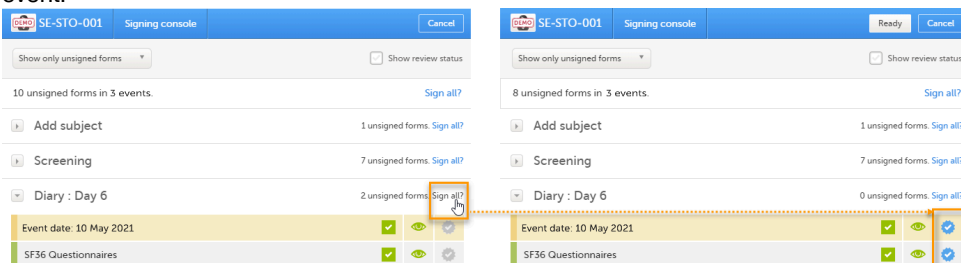 event.
DEMO SE-STO-001 Signing console Cancel
Show only unsigned forms Show review status
10 unsigned forms in 3 events. Sign all?
Add subject 1 unsigned forms. Sign all?
Screening 7 unsigned forms. Sign all?
Diary : Day 6 2 unsigned forms. Sign all?
Event date: 10 May 2021
SF36 Questionnaires
DEMO SE-STO-001 Signing console Ready Cancel
Show only unsigned forms Show review status
8 unsigned forms in 3 events. Sign all?
Add subject 1 unsigned forms. Sign all?
Screening 7 unsigned forms. Sign all?
Diary : Day 6 0 unsigned forms. Sign all?
Event date: 10 May 2021
SF36 Questionnaires